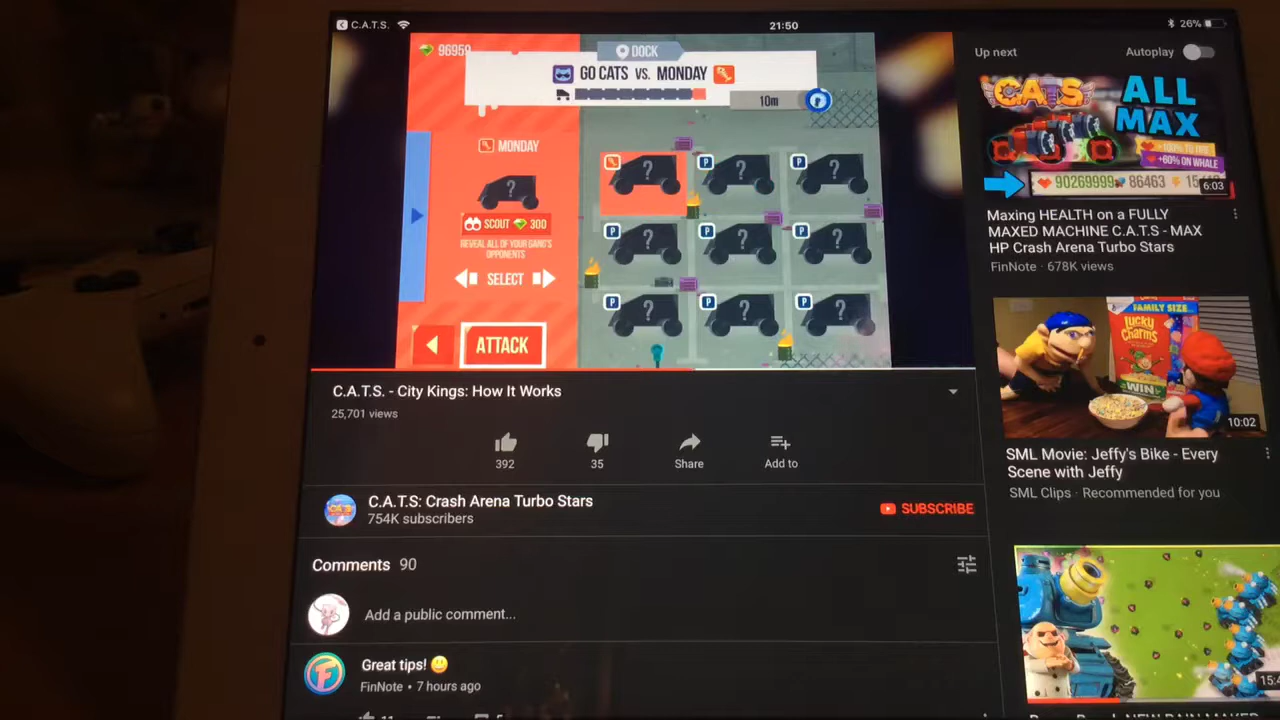 C.A.T.S.
21:50
26%
96959
DOCK
GO CATS VS. MONDAY
10m
MONDAY
?
SCOUT 300
REVEAL ALL OF YOUR GANG'S
OPPONENTS
SELECT
ATTACK
? P ? P ?
P ? P ? P ?
P ? P ? P ?
C.A.T.S. - City Kings: How It Works
25,701 views
392
35
Share
Add to
C.A.T.S: Crash Arena Turbo Stars
754K subscribers
SUBSCRIBE
Comments 90
Add a public comment...
Great tips! 😃
FinNote • 7 hours ago
Up next
Autoplay
CATS
ALL
MAX
+60% ON WHALE
90269999
86463
6:03
Maxing HEALTH on a FULLY
MAXED MACHINE C.A.T.S - MAX
HP Crash Arena Turbo Stars
FinNote · 678K views
FAMILY SIZE
LUCKY
CHARMS
WIN
10:02
SML Movie: Jeffy's Bike - Every
Scene with Jeffy
SML Clips · Recommended for you